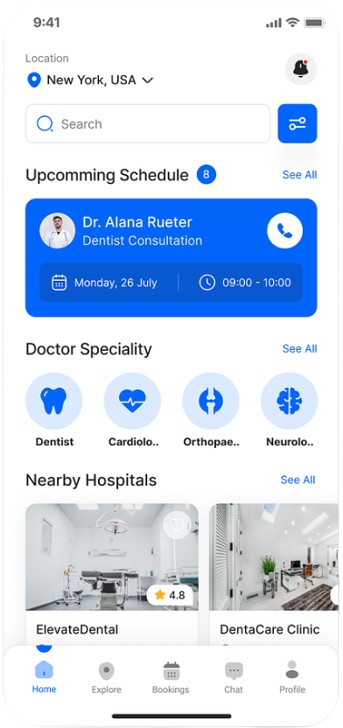 9:41
Location
New York, USA
Search
Upcomming Schedule 8 See All
Dr. Alana Rueter
Dentist Consultation
Monday, 26 July 09:00 - 10:00
Doctor Speciality See All
Dentist Cardiolo.. Orthopae.. Neurolo..
Nearby Hospitals See All
4.8
ElevateDental DentaCare Clinic
Home Explore Bookings Chat Profile